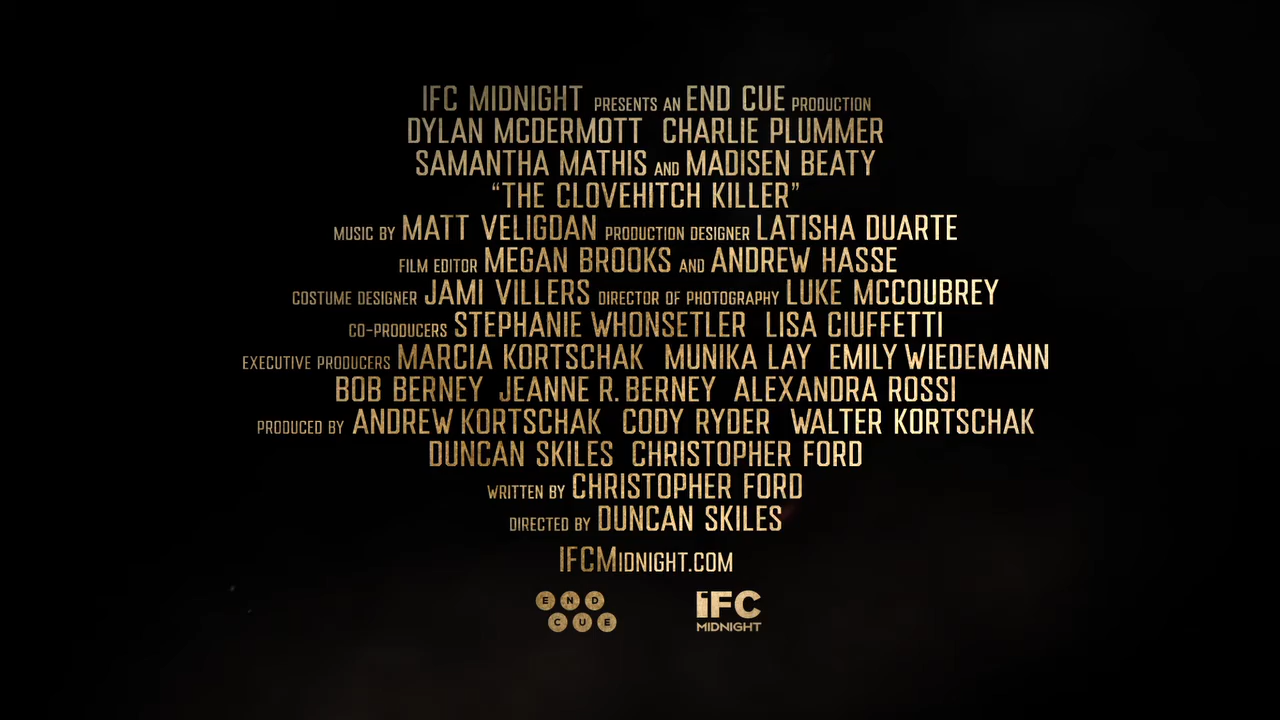 IFC MIDNIGHT PRESENTS AN END CUE PRODUCTION
DYLAN MCDERMOTT CHARLIE PLUMMER
SAMANTHA MATHIS AND MADISEN BEATY
“THE CLOVEHITCH KILLER”
MUSIC BY MATT VELIGDAN PRODUCTION DESIGNER LATISHA DUARTE
FILM EDITOR MEGAN BROOKS AND ANDREW HASSE
COSTUME DESIGNER JAMI VILLERS DIRECTOR OF PHOTOGRAPHY LUKE MCCOUBREY
CO-PRODUCERS STEPHANIE WHONSETLER LISA CIUFFETTI
EXECUTIVE PRODUCERS MARCIA KORTSCHAK MUNIKA LAY EMILY WIEDEMANN
BOB BERNEY JEANNE R. BERNEY ALEXANDRA ROSSI
PRODUCED BY ANDREW KORTSCHAK CODY RYDER WALTER KORTSCHAK
DUNCAN SKILES CHRISTOPHER FORD
WRITTEN BY CHRISTOPHER FORD
DIRECTED BY DUNCAN SKILES
IFCMIDNIGHT.COM
END CUE
IFC MIDNIGHT